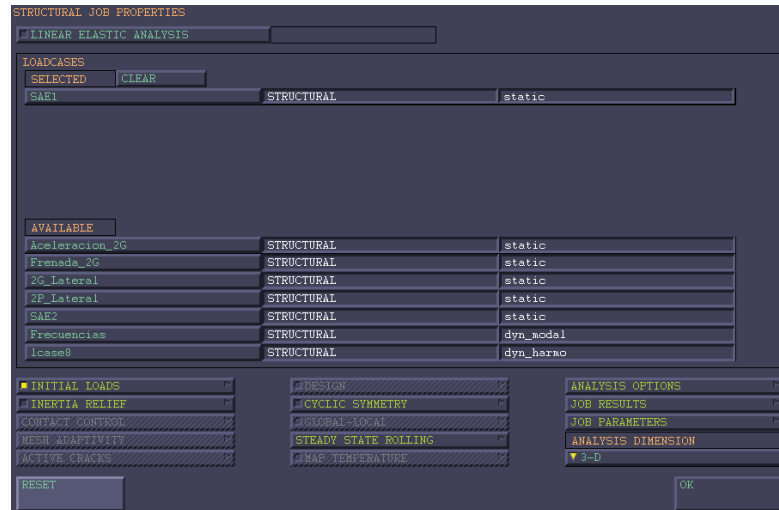 STRUCTURAL JOB PROPERTIES
LINEAR ELASTIC ANALYSIS
LOADCASES
SELECTED CLEAR
SAE1 STRUCTURAL static
AVAILABLE
Aceleracion_2G STRUCTURAL static
Frenada_2G STRUCTURAL static
2G_Lateral STRUCTURAL static
2P_Lateral STRUCTURAL static
SAE2 STRUCTURAL static
Frecuencias STRUCTURAL dyn_modal
lcase8 STRUCTURAL dyn_harmo
INITIAL LOADS DESIGN ANALYSIS OPTIONS
INERTIA RELIEF CYCLIC SYMMETRY JOB RESULTS
CONTACT CONTROL GLOBAL-LOCAL JOB PARAMETERS
MESH ADAPTIVITY STEADY STATE ROLLING ANALYSIS DIMENSION
ACTIVE CRACKS MAP TEMPERATURE 3-D
RESET OK